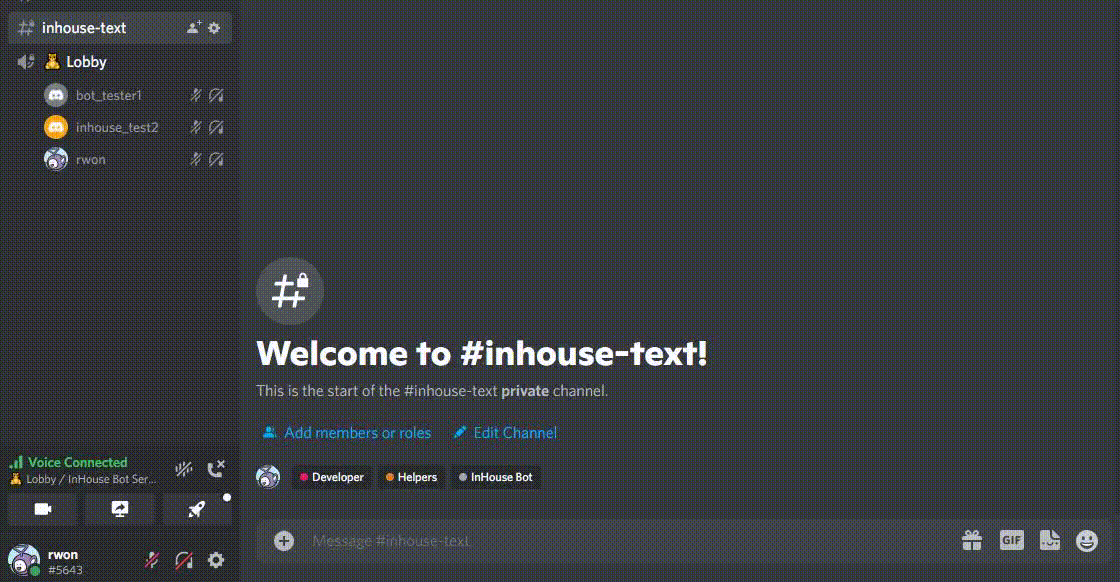 inhouse-text
Lobby
bot_tester1
inhouse_test2
rwon
Voice Connected
Lobby / InHouse Bot Ser...
rwon
#5643
Welcome to #inhouse-text!
This is the start of the #inhouse-text private channel.
Add members or roles Edit Channel
Developer Helpers InHouse Bot
Message #inhouse-text
GIF